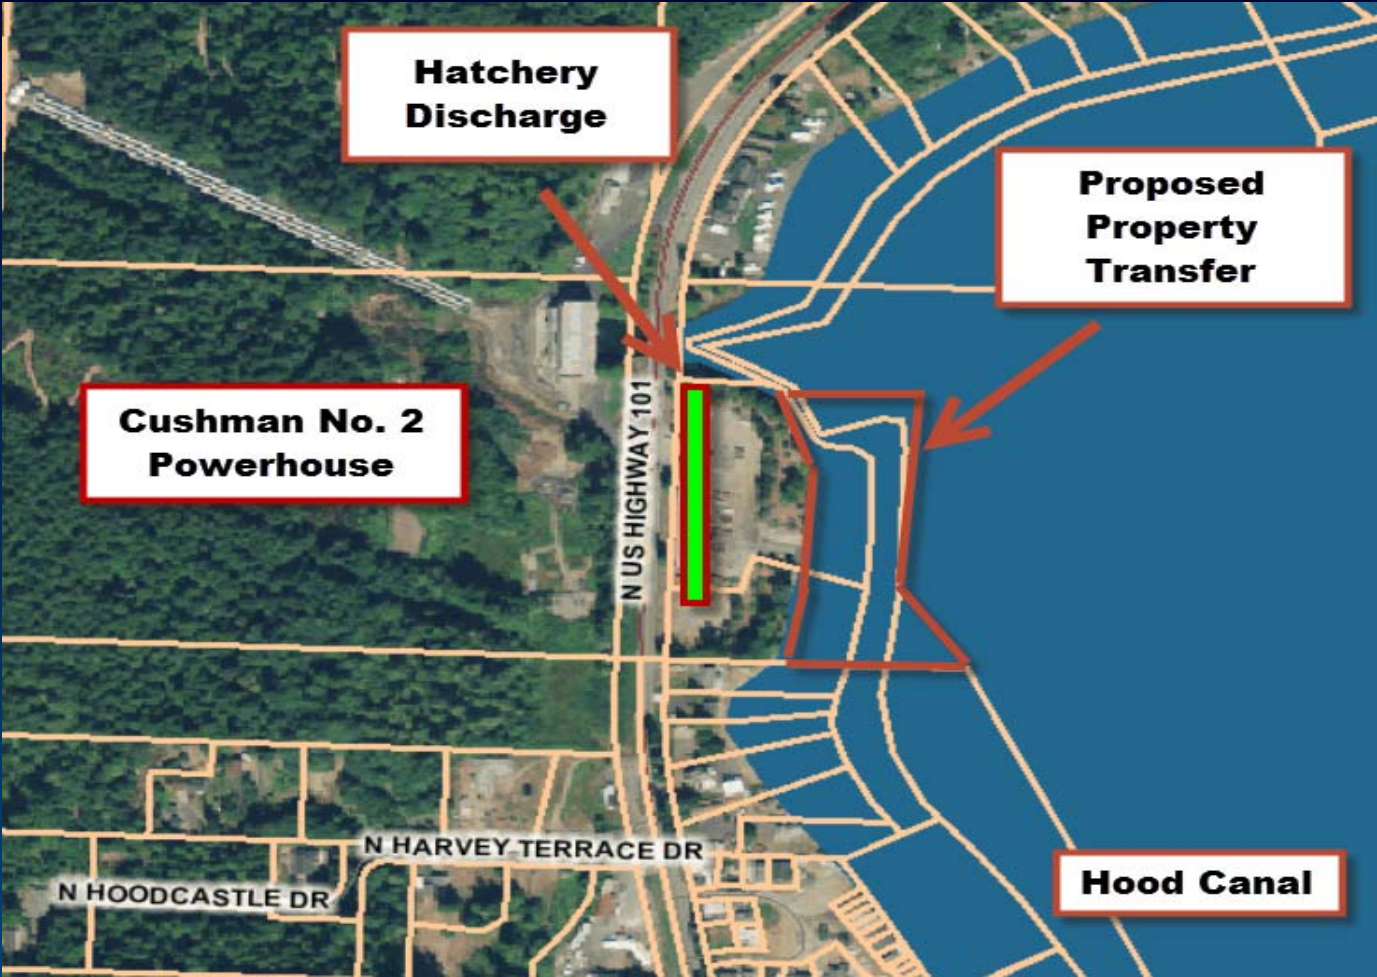 Hatchery
Discharge
Proposed
Property
Transfer
Cushman No. 2
Powerhouse
N US HIGHWAY 101
N HARVEY TERRACE DR
N HOODCASTLE DR
Hood Canal